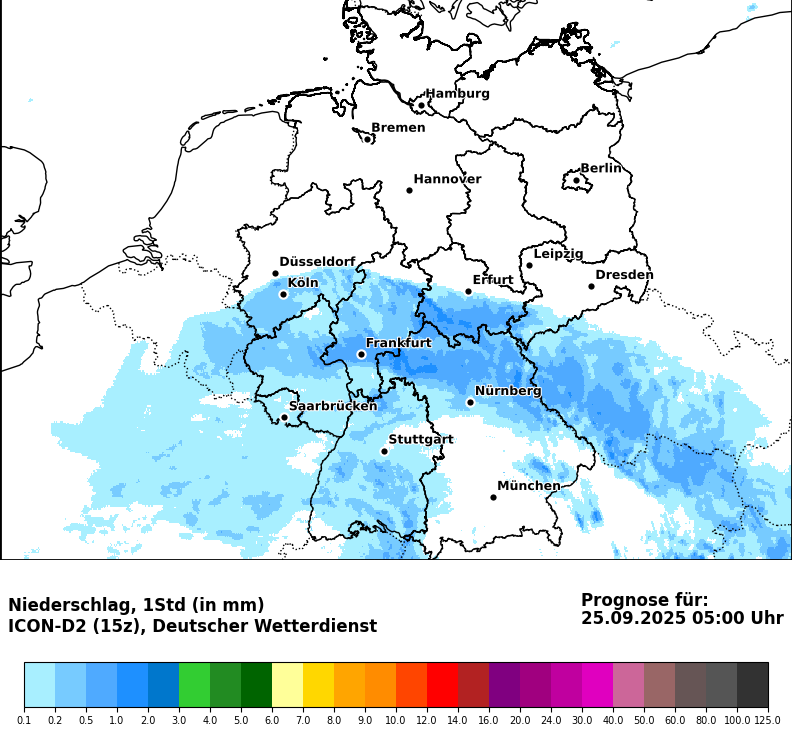 Hamburg
Bremen
Berlin
Hannover
Leipzig
Düsseldorf
Dresden
Köln
Erfurt
Frankfurt
Nürnberg
Saarbrücken
Stuttgart
München
Niederschlag, 1Std (in mm)
ICON-D2 (15z), Deutscher Wetterdienst
Prognose für:
25.09.2025 05:00 Uhr
0.1 0.2 0.5 1.0 2.0 3.0 4.0 5.0 6.0 7.0 8.0 9.0 10.0 12.0 14.0 16.0 20.0 24.0 30.0 40.0 50.0 60.0 80.0 100.0 125.0